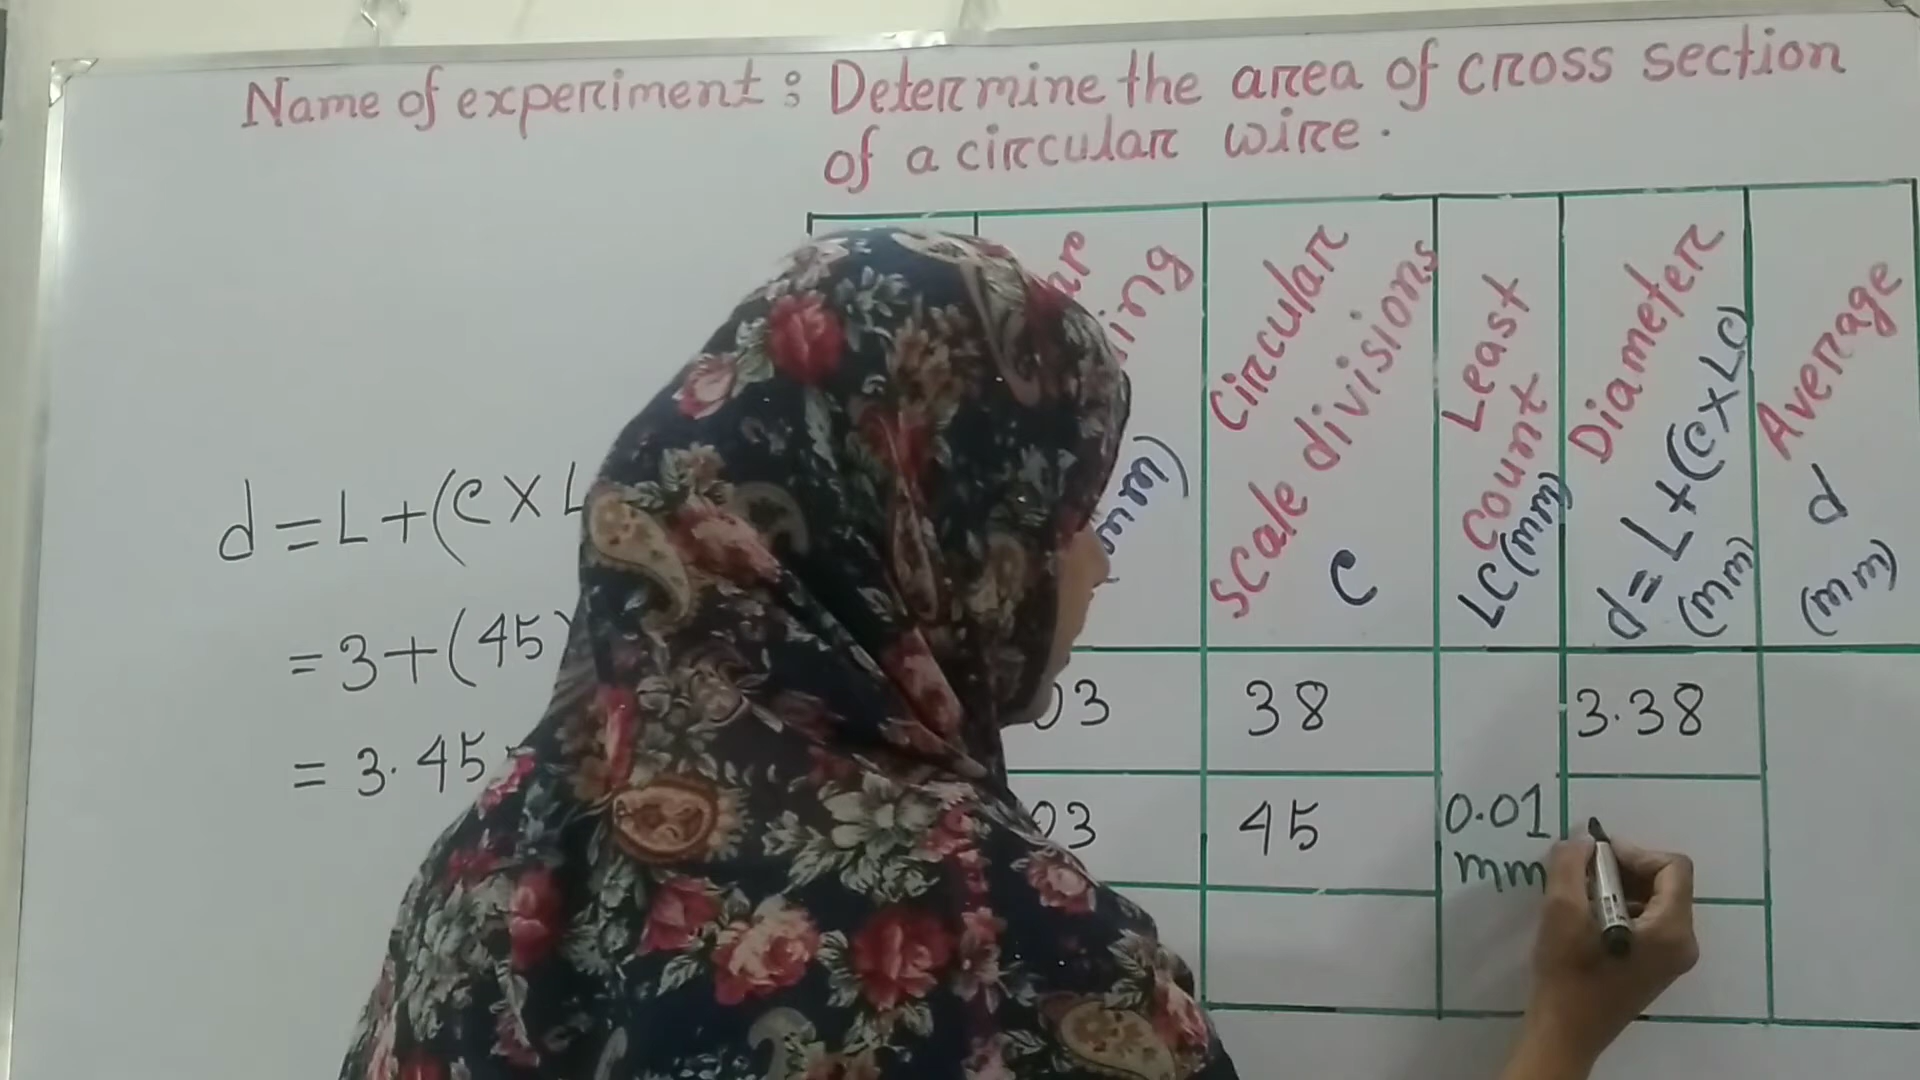 Name of experiment : Determine the area of cross section
of a circular wire.
d = L + (C × L
= 3 + (45
= 3.45
Circular
Scale divisions
C
Least
Count
LC (mm)
Diameter
d = L + (C × LC)
(mm)
Average
d
(mm)
03 38 3.38
03 45 0.01
mm